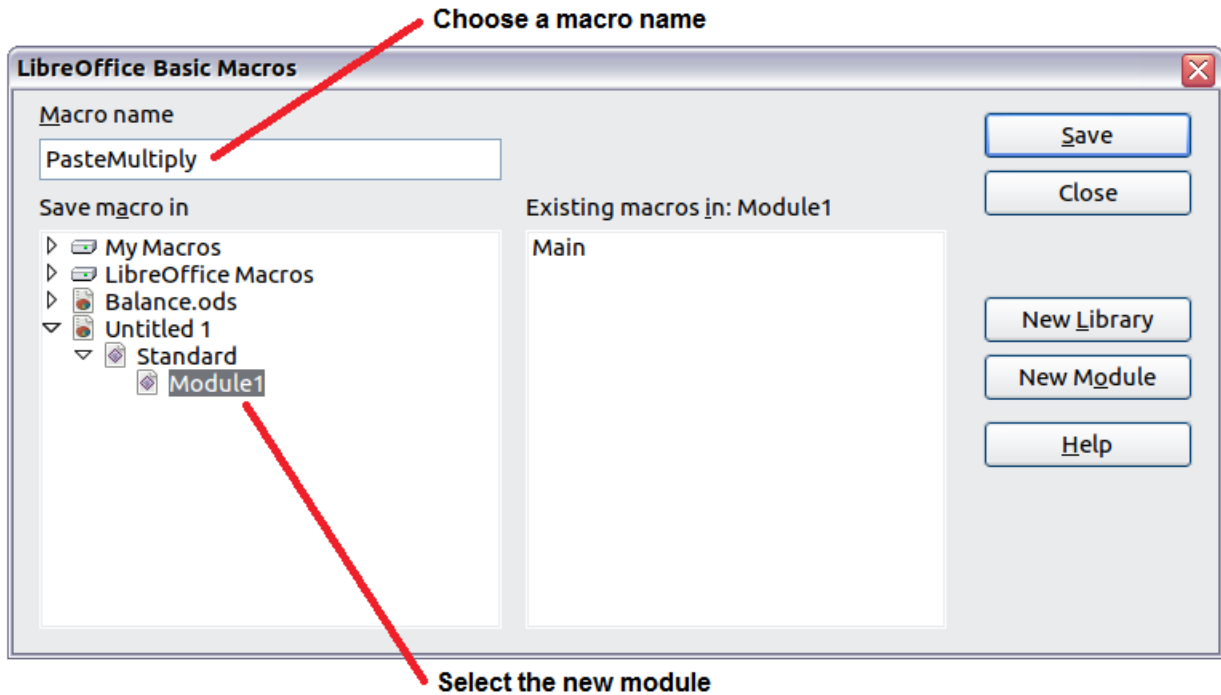 Choose a macro name
LibreOffice Basic Macros
Macro name
PasteMultiply
Save
Close
Save macro in
Existing macros in: Module1
My Macros
LibreOffice Macros
Balance.ods
Untitled 1
Standard
Module1
Main
New Library
New Module
Help
Select the new module